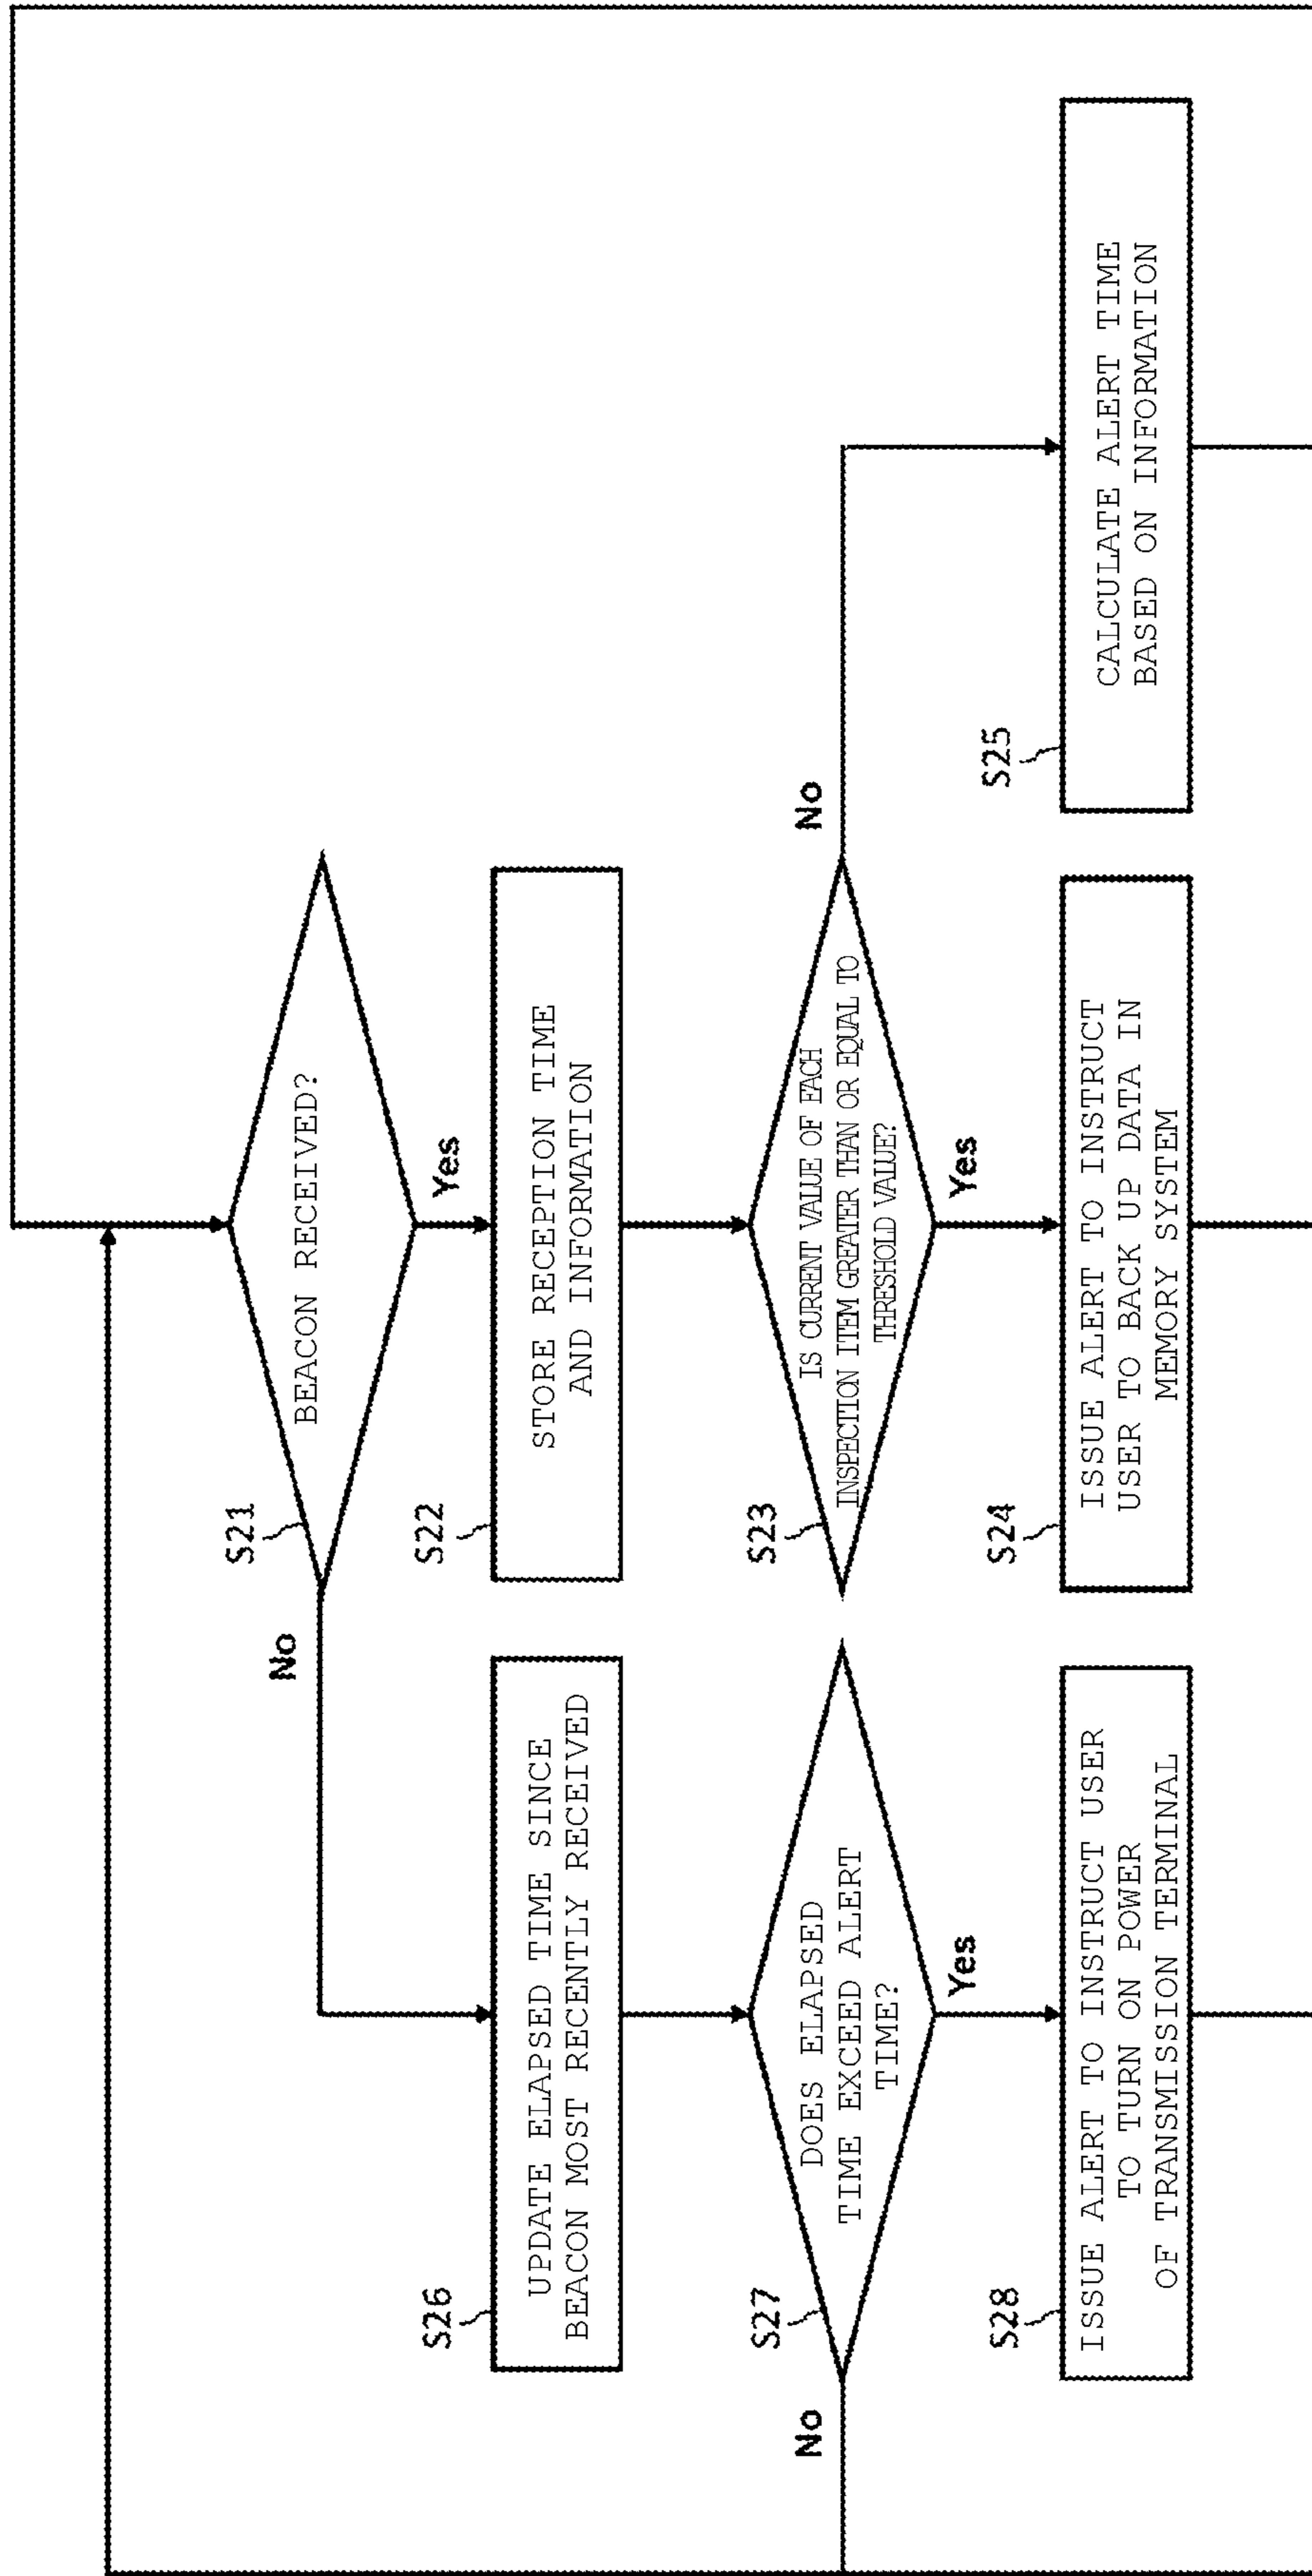 S21
BEACON RECEIVED?
No
Yes
S22
STORE RECEPTION TIME
AND INFORMATION
S23
IS CURRENT VALUE OF EACH
INSPECTION ITEM GREATER THAN OR EQUAL TO
THRESHOLD VALUE?
No
Yes
S24
ISSUE ALERT TO INSTRUCT
USER TO BACK UP DATA IN
MEMORY SYSTEM
S25
CALCULATE ALERT TIME
BASED ON INFORMATION
S26
UPDATE ELAPSED TIME SINCE
BEACON MOST RECENTLY RECEIVED
S27
DOES ELAPSED
TIME EXCEED ALERT
TIME?
No
Yes
S28
ISSUE ALERT TO INSTRUCT USER
TO TURN ON POWER
OF TRANSMISSION TERMINAL